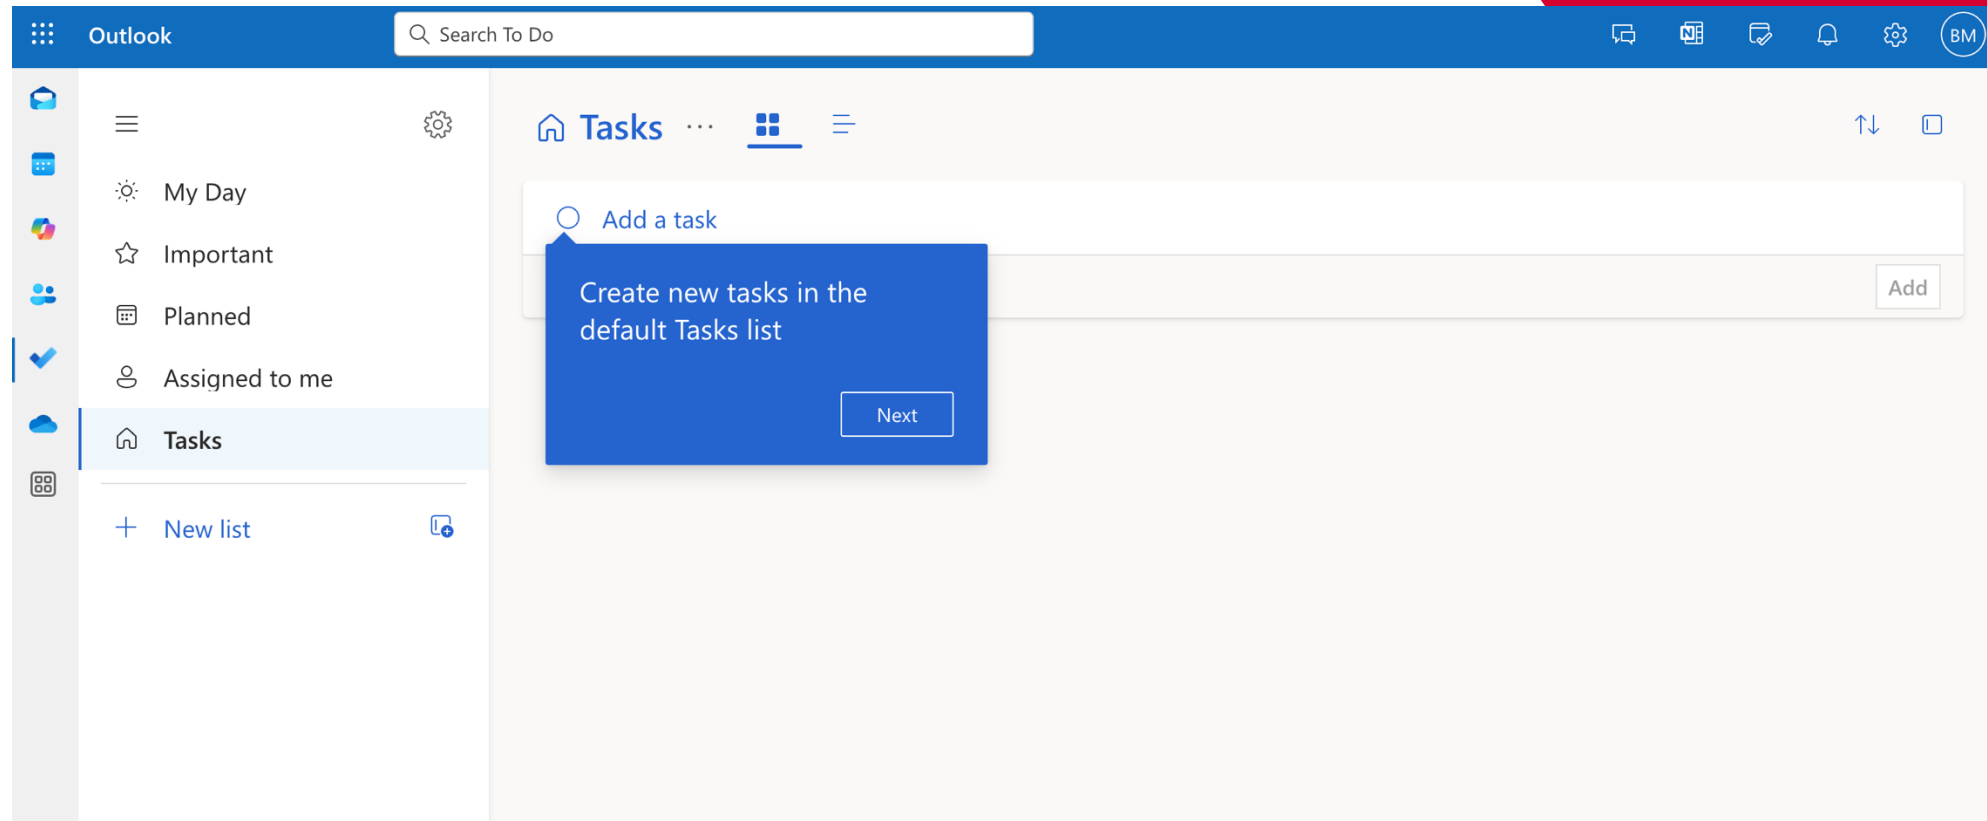 Outlook
Search To Do
BM
My Day
Important
Planned
Assigned to me
Tasks
New list
Tasks
Add a task
Add
Create new tasks in the
default Tasks list
Next